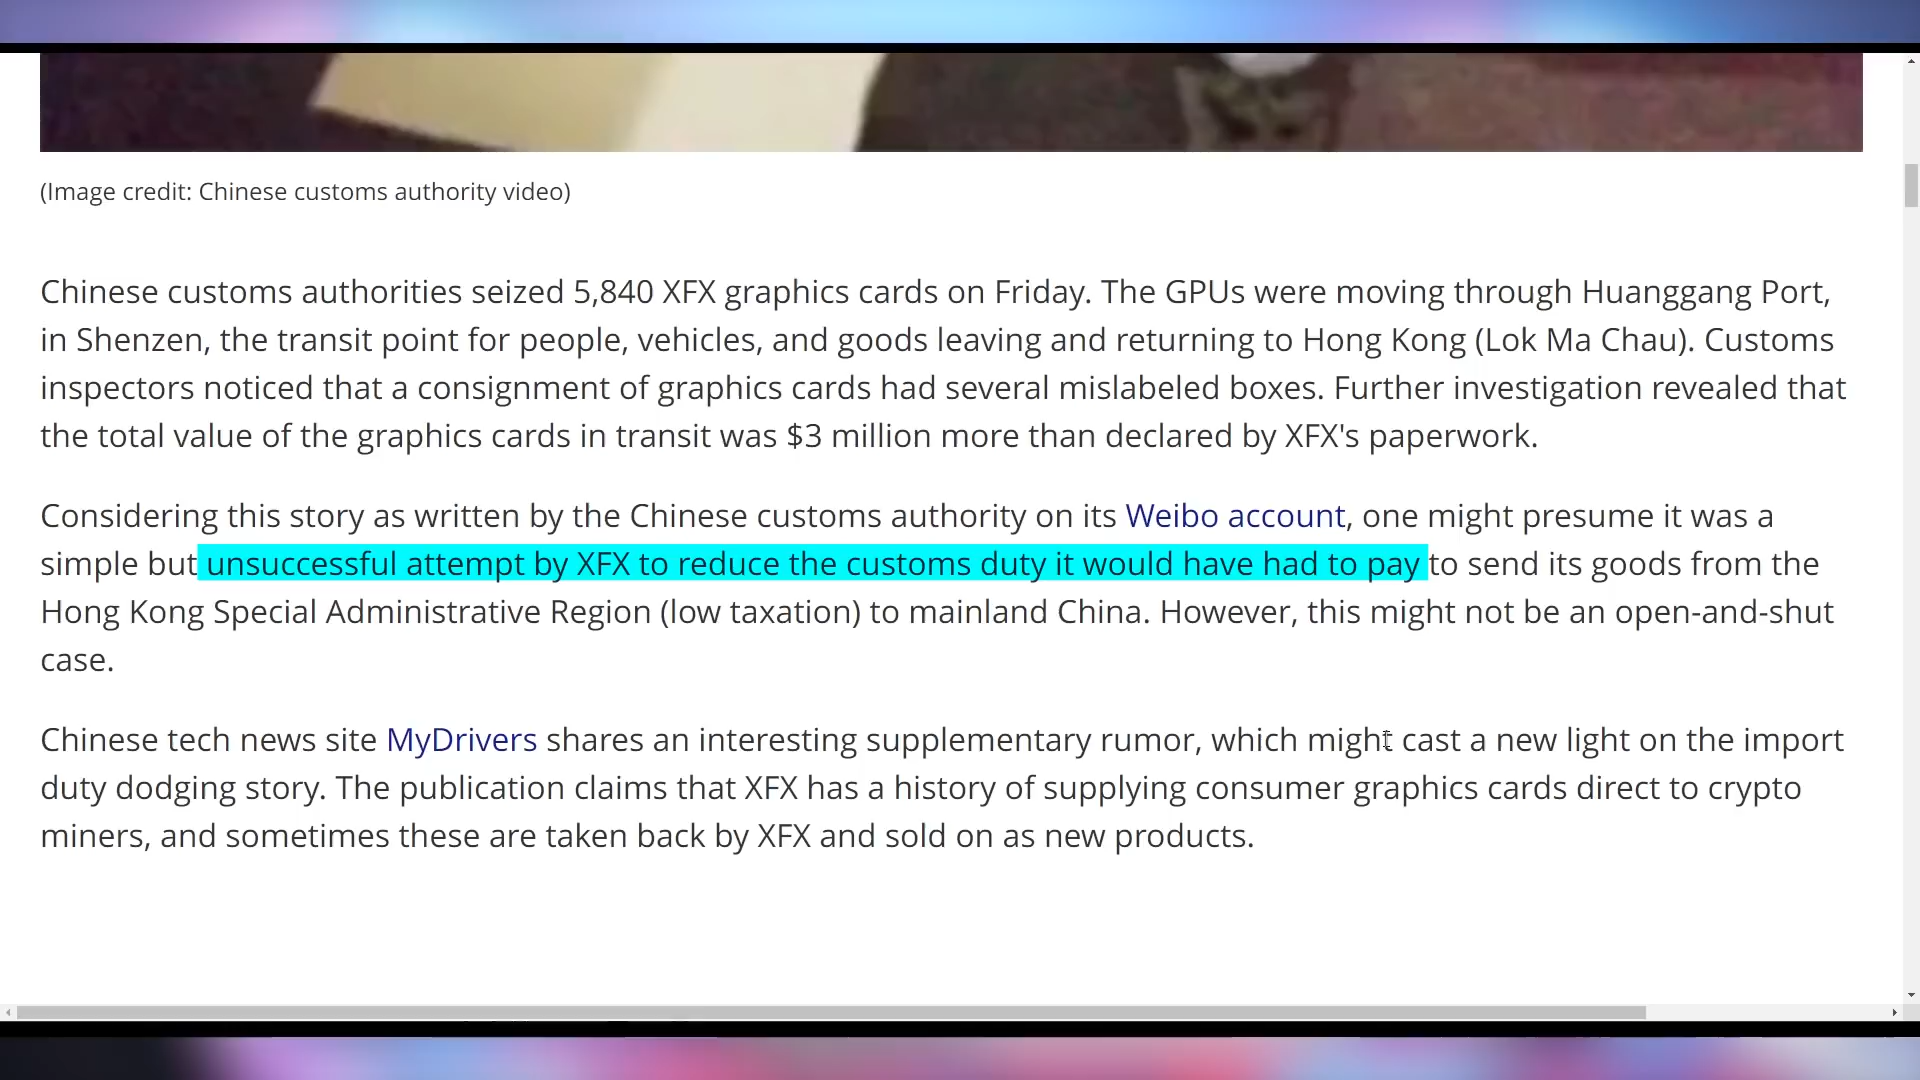 (Image credit: Chinese customs authority video)
Chinese customs authorities seized 5,840 XFX graphics cards on Friday. The GPUs were moving through Huanggang Port,
in Shenzen, the transit point for people, vehicles, and goods leaving and returning to Hong Kong (Lok Ma Chau). Customs
inspectors noticed that a consignment of graphics cards had several mislabeled boxes. Further investigation revealed that
the total value of the graphics cards in transit was $3 million more than declared by XFX's paperwork.
Considering this story as written by the Chinese customs authority on its Weibo account, one might presume it was a
simple but unsuccessful attempt by XFX to reduce the customs duty it would have had to pay to send its goods from the
Hong Kong Special Administrative Region (low taxation) to mainland China. However, this might not be an open-and-shut
case.
Chinese tech news site MyDrivers shares an interesting supplementary rumor, which might cast a new light on the import
duty dodging story. The publication claims that XFX has a history of supplying consumer graphics cards direct to crypto
miners, and sometimes these are taken back by XFX and sold on as new products.